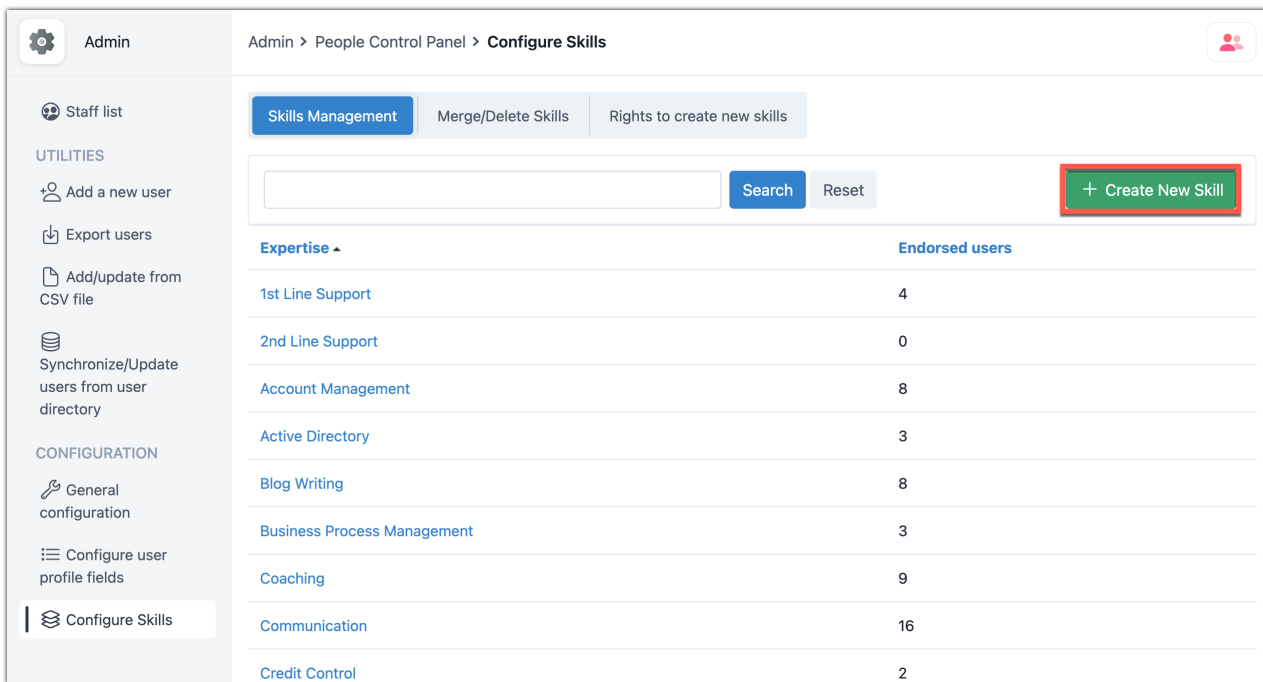 Admin
Admin > People Control Panel > Configure Skills
Staff list
UTILITIES
Add a new user
Export users
Add/update from
CSV file
Synchronize/Update
users from user
directory
CONFIGURATION
General
configuration
Configure user
profile fields
Configure Skills
Skills Management
Merge/Delete Skills
Rights to create new skills
Search
Reset
+ Create New Skill
Expertise
Endorsed users
1st Line Support 4
2nd Line Support 0
Account Management 8
Active Directory 3
Blog Writing 8
Business Process Management 3
Coaching 9
Communication 16
Credit Control 2